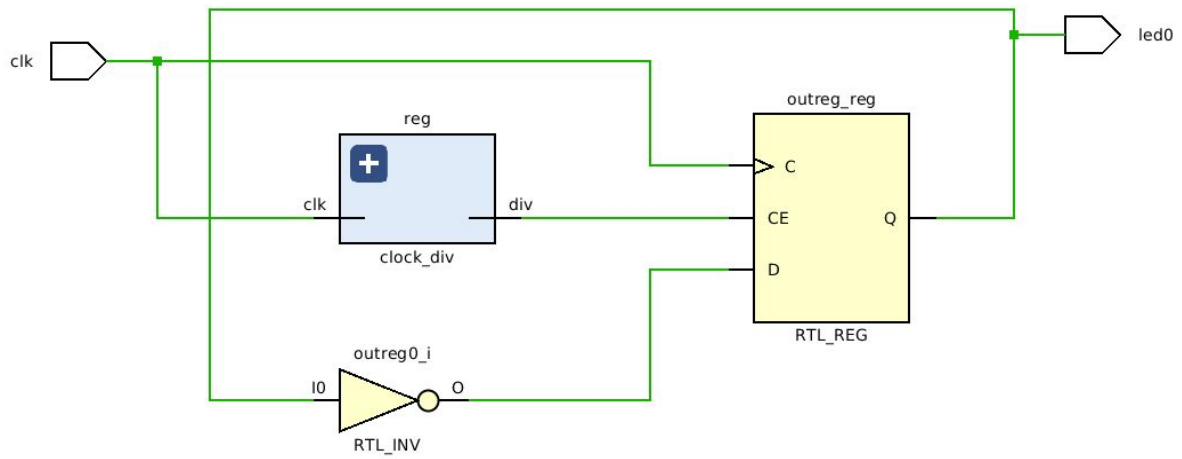 clk
led0
outreg_reg
reg
C
clk
div
CE
Q
clock_div
D
RTL_REG
outreg0_i
I0
O
RTL_INV